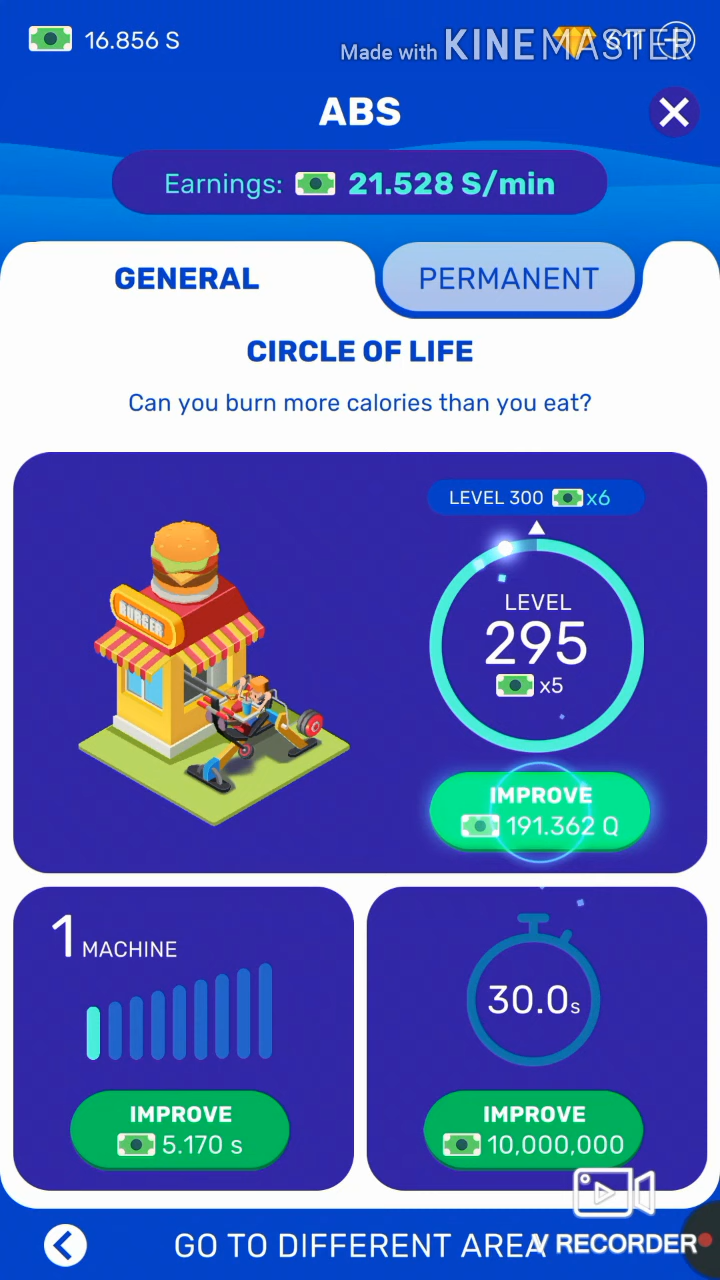 16.856 S
Made with KINEMASTER
611
ABS
Earnings: 21.528 S/min
GENERAL
PERMANENT
CIRCLE OF LIFE
Can you burn more calories than you eat?
LEVEL 300 x6
BURGER
LEVEL
295
x5
IMPROVE
191.362 Q
1 MACHINE
30.0s
IMPROVE
5.170 s
IMPROVE
10,000,000
GO TO DIFFERENT AREA
V RECORDER